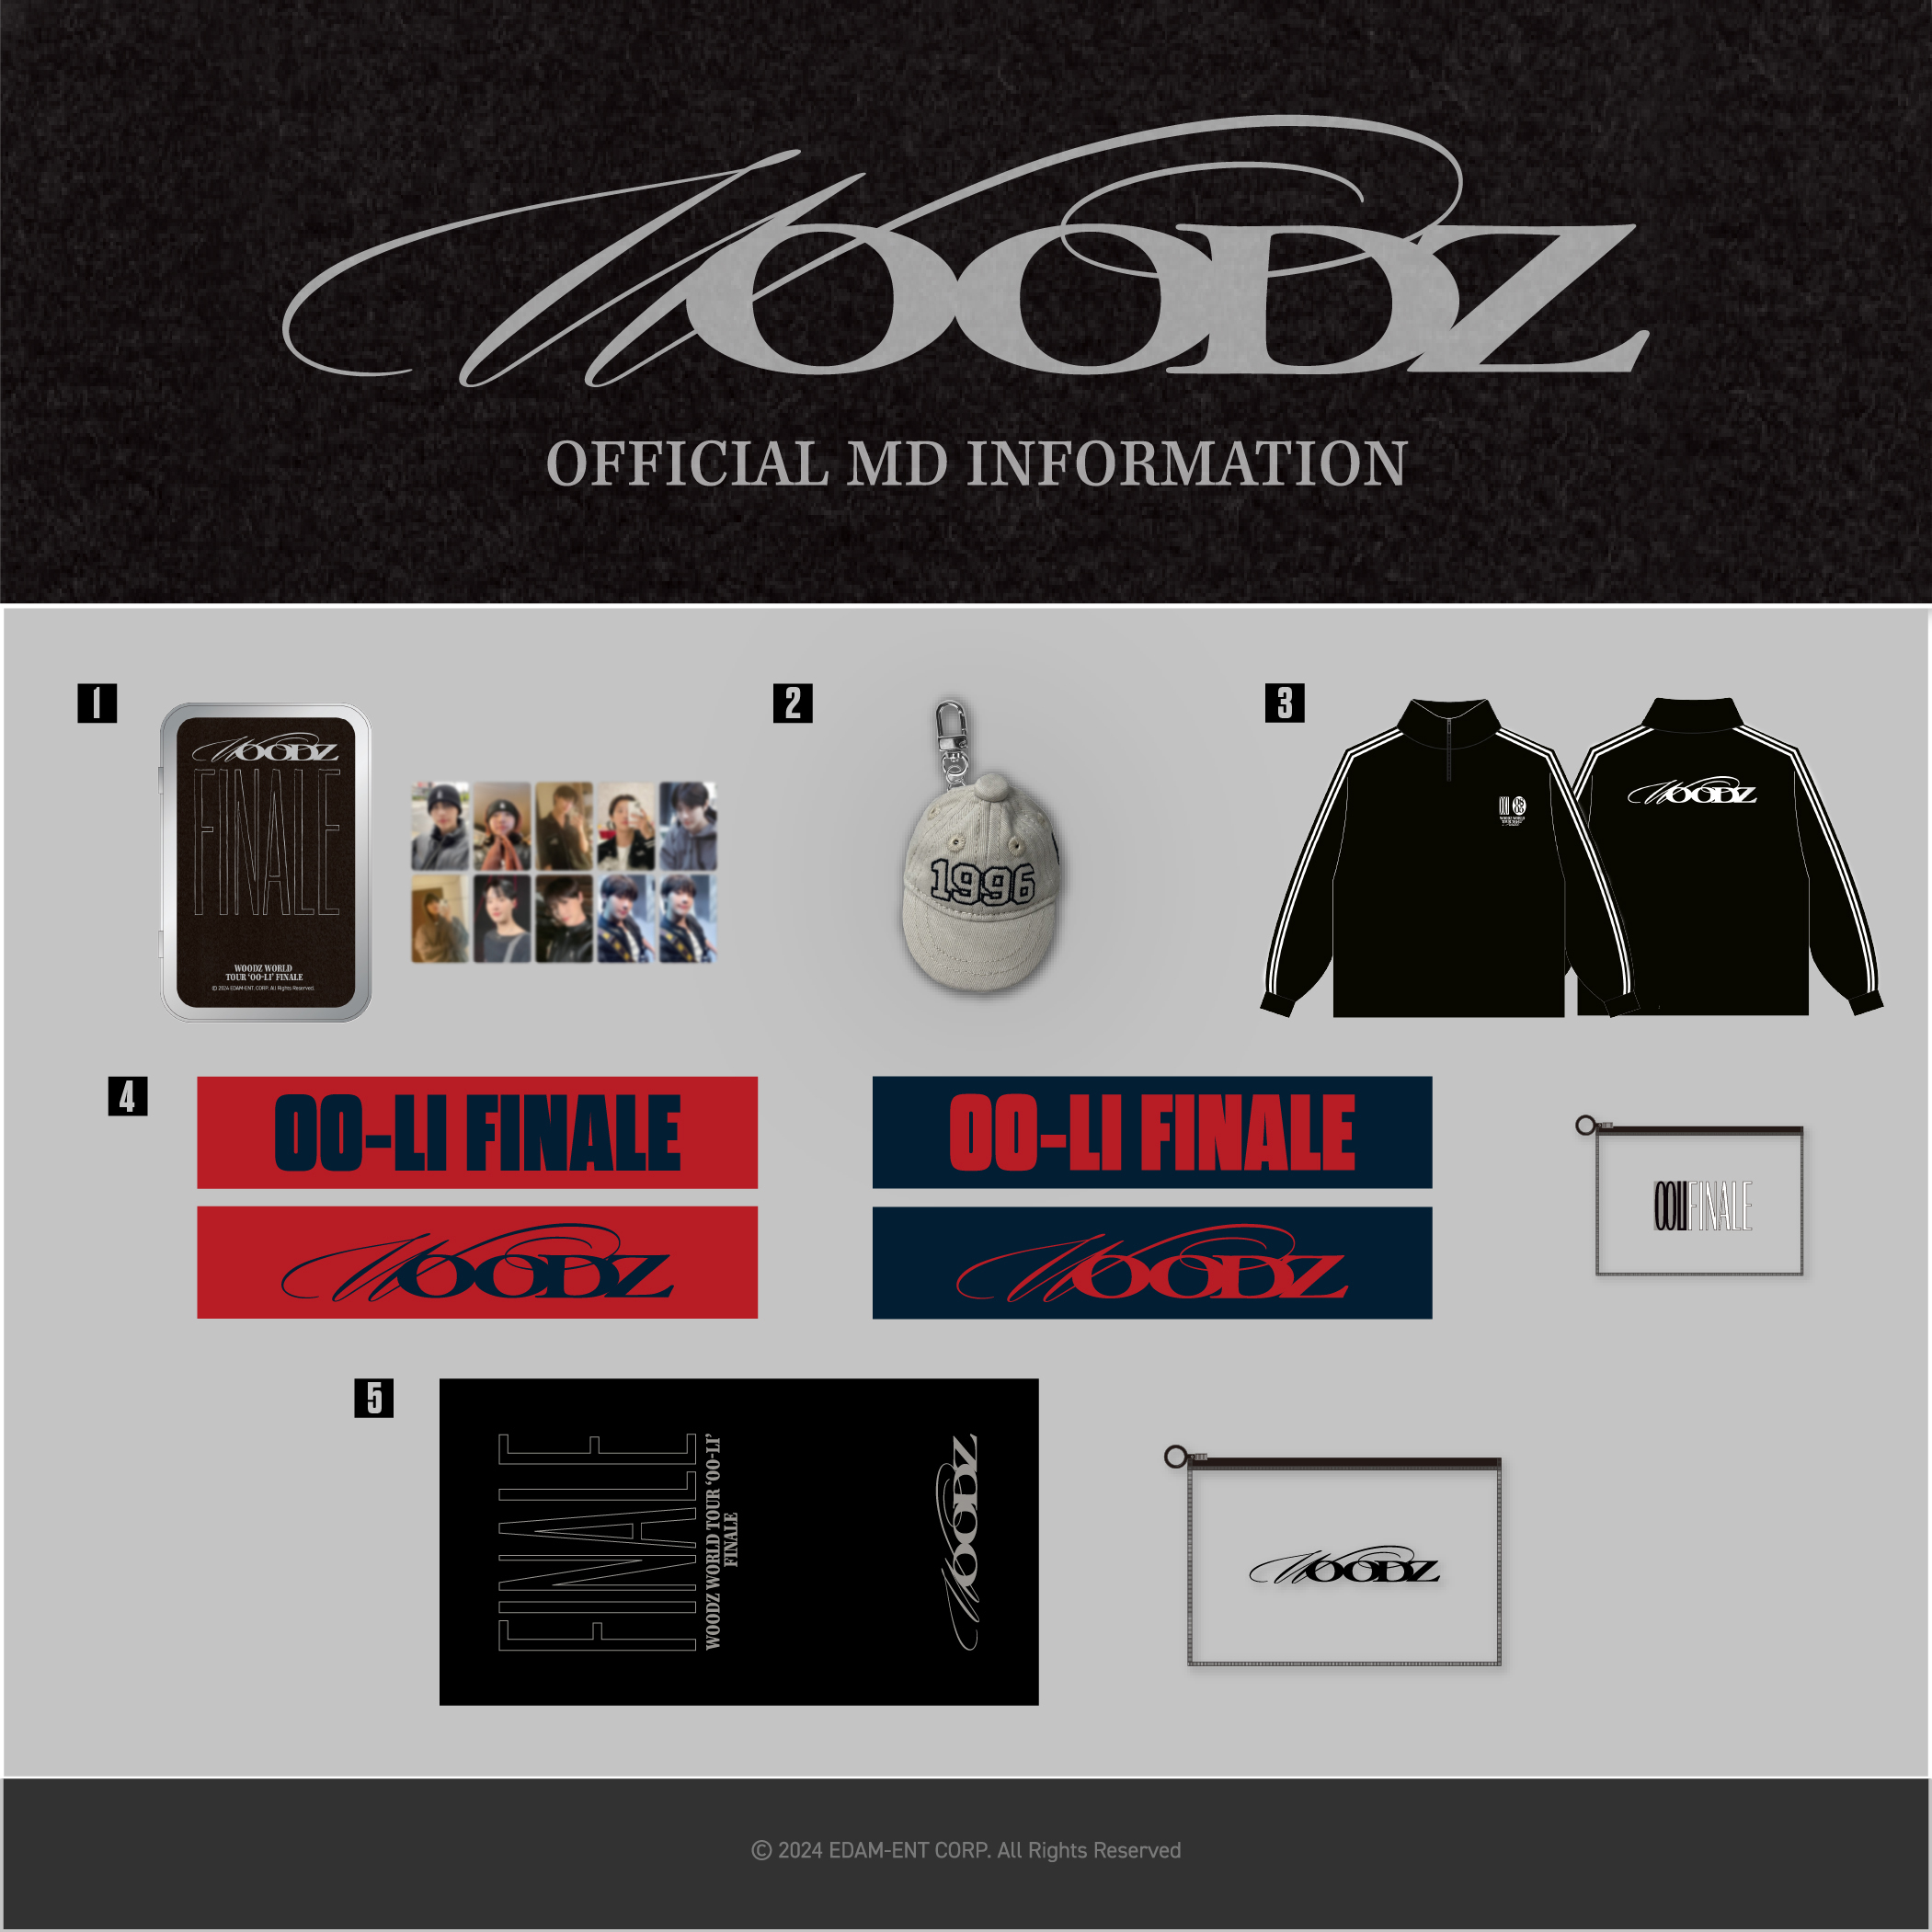 WOODZ
OFFICIAL MD INFORMATION
1
WOODZ
FINALE
WOODZ WORLD
TOUR ‘OO-LI’ FINALE
© 2024 EDAM-ENT. CORP. All Rights Reserved.
2
1996
3
WOODZ
4
OO-LI FINALE
OO-LI FINALE
WOODZ
WOODZ
OOLIFINALE
5
FINALE
WOODZ WORLD TOUR ‘OO-LI’
FINALE
WOODZ
WOODZ
© 2024 EDAM-ENT CORP. All Rights Reserved